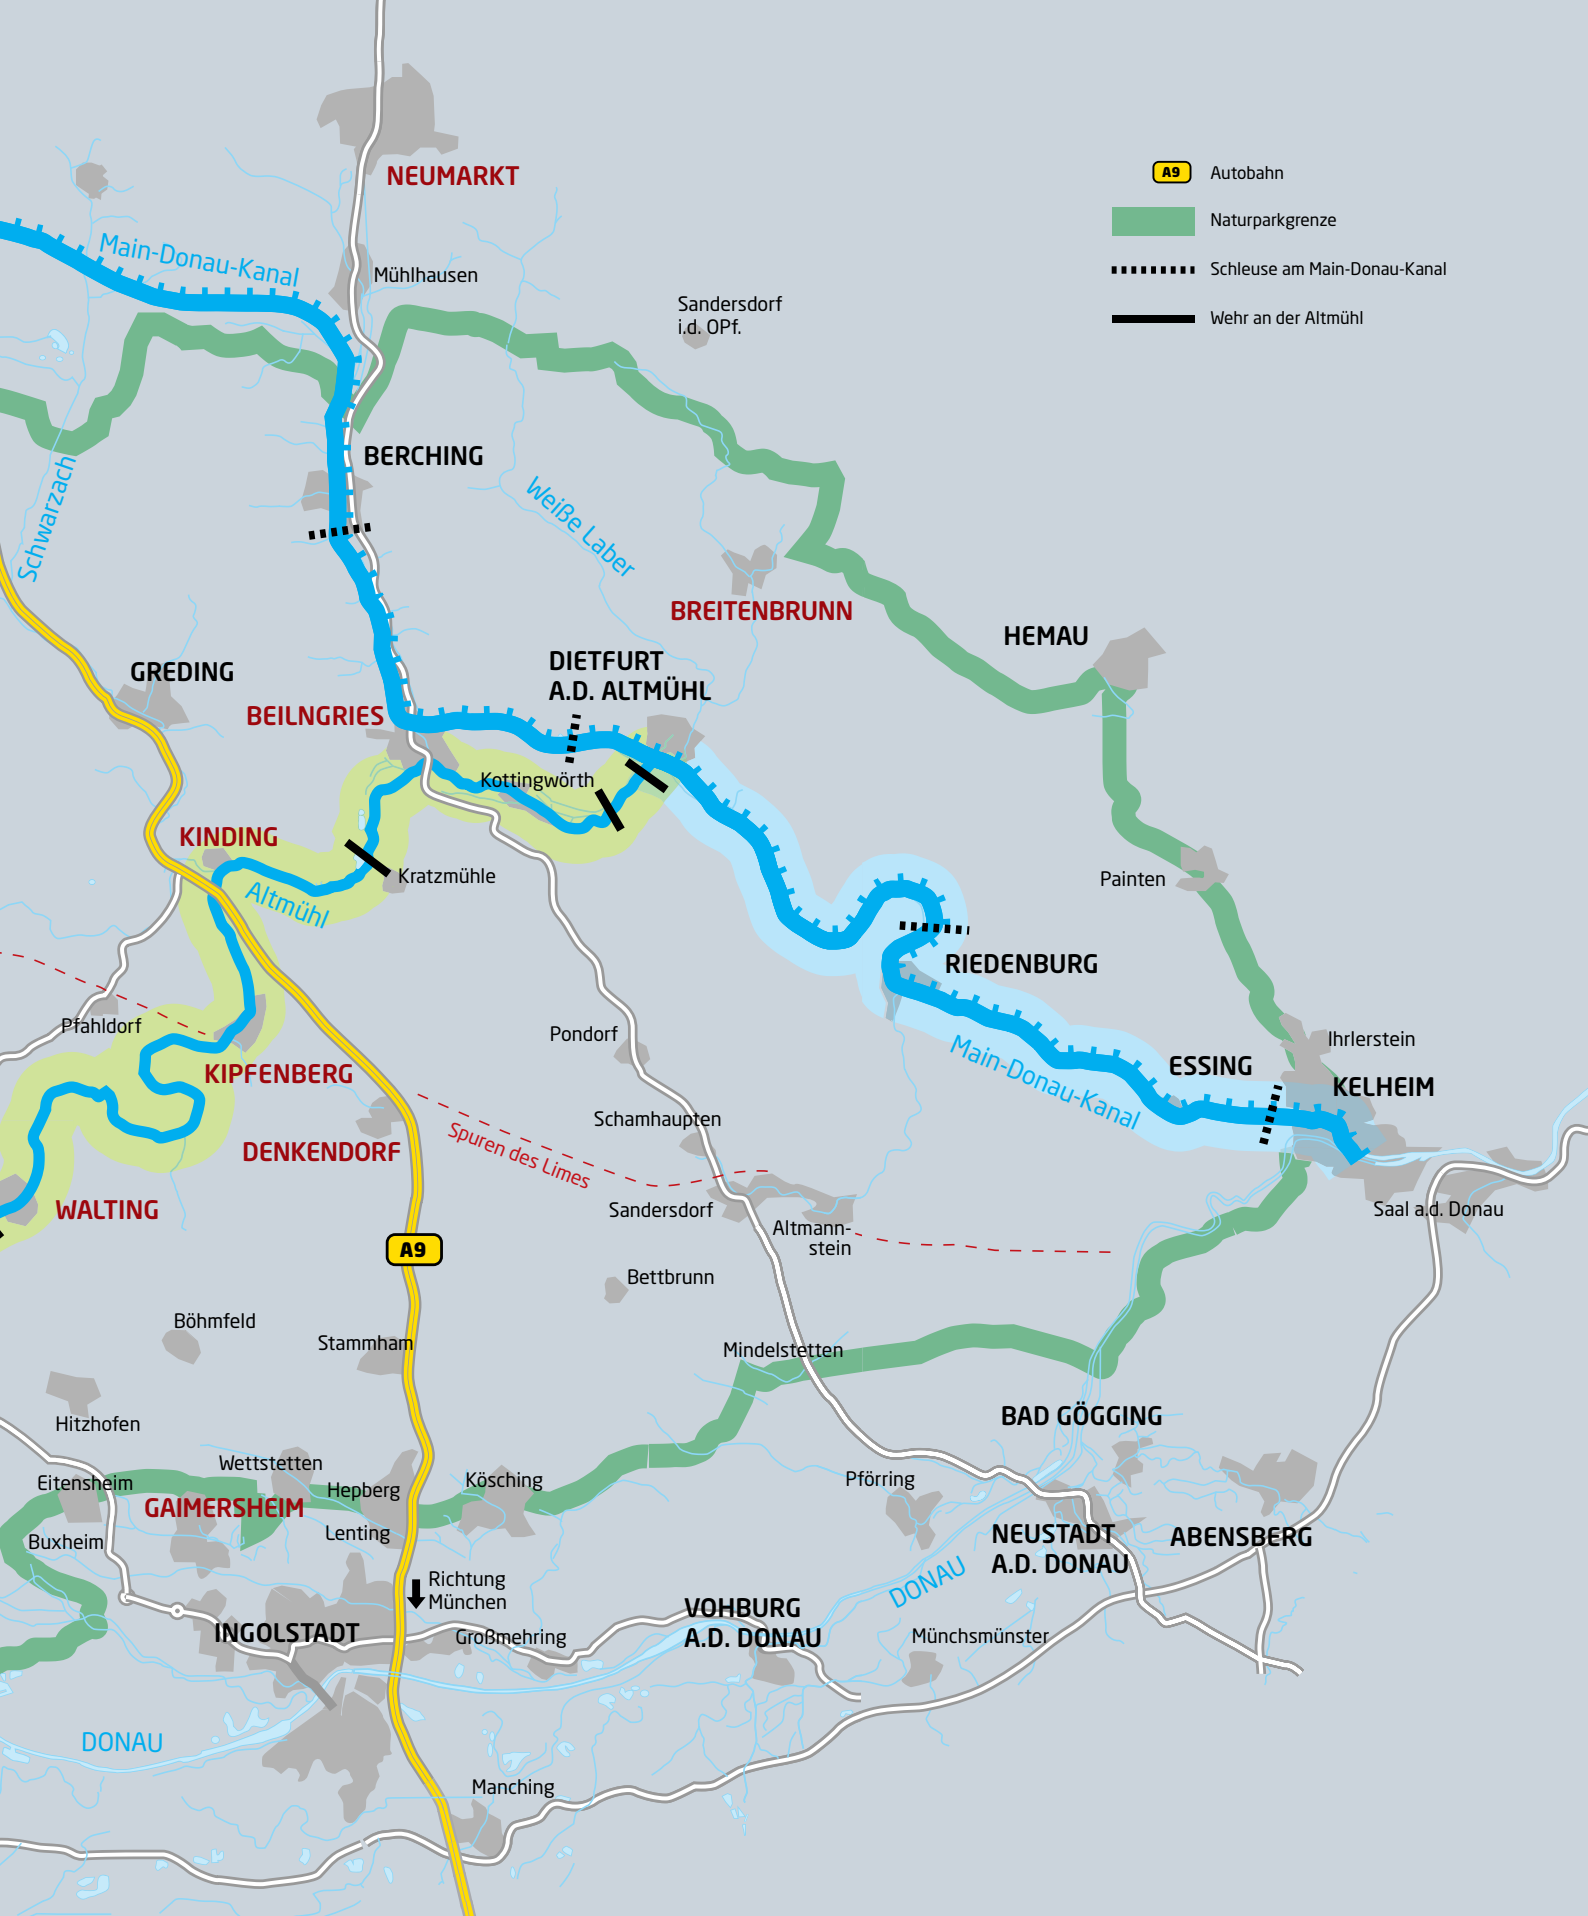 NEUMARKT
A9 Autobahn
Naturparkgrenze
Schleuse am Main-Donau-Kanal
Wehr an der Altmühl
Main-Donau-Kanal
Mühlhausen
Sandersdorf
i.d. OPf.
BERCHING
Schwarzach
Weiße Laber
BREITENBRUNN
HEMAU
GREDING
DIETFURT
A.D. ALTMÜHL
BEILNGRIES
Kottingwörth
KINDING
Kratzmühle
Altmühl
Painten
RIEDENBURG
Pfahldorf
Pondorf
Main-Donau-Kanal
Ihrlerstein
ESSING
KIPFENBERG
KELHEIM
Schamhaupten
DENKENDORF
Spuren des Limes
WALTING
Sandersdorf
Saal a.d. Donau
Altmann-
stein
A9
Bettbrunn
Böhmfeld
Stammham
Mindelstetten
Hitzhofen
BAD GÖGGING
Wettstetten
Eitensheim
Hepberg
Kösching
Pförring
GAIMERSHEIM
Lenting
Buxheim
NEUSTADT
A.D. DONAU
ABENSBERG
Richtung
München
DONAU
VOHBURG
A.D. DONAU
INGOLSTADT
Großmehring
Münchsmünster
DONAU
Manching